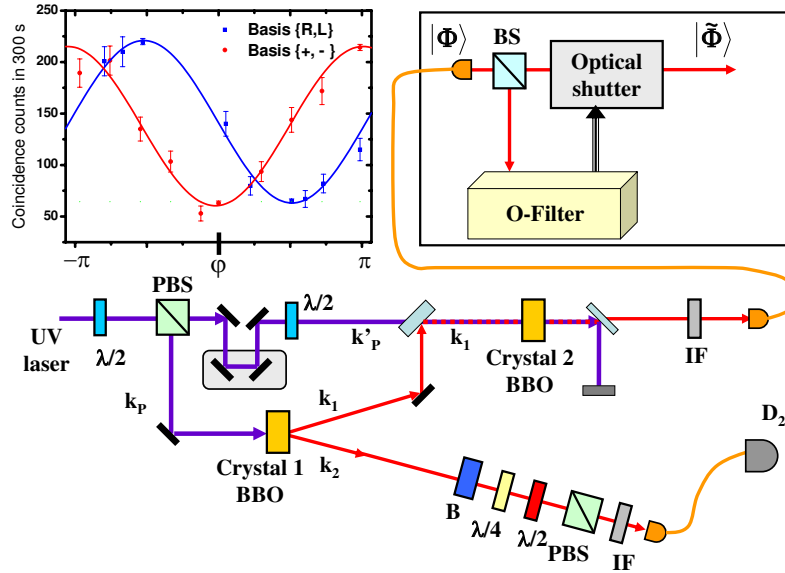 Coincidence counts in 300 s
250
200
150
100
50
Basis {R,L}
Basis {+, - }
−π
φ
π
|Φ⟩
BS
Optical
shutter
|Φ̃⟩
O-Filter
PBS
λ/2
UV
laser
λ/2
k'P
k1
Crystal 2
BBO
IF
kP
k1
k2
Crystal 1
BBO
D2
B
λ/4
λ/2
PBS
IF